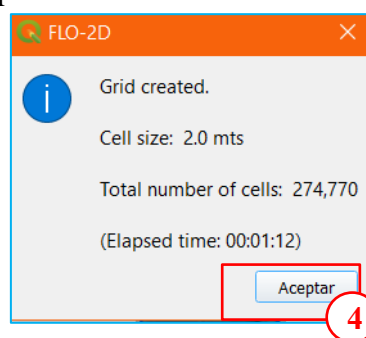 FLO-2D
Grid created.
Cell size: 2.0 mts
Total number of cells: 274,770
(Elapsed time: 00:01:12)
Aceptar
4